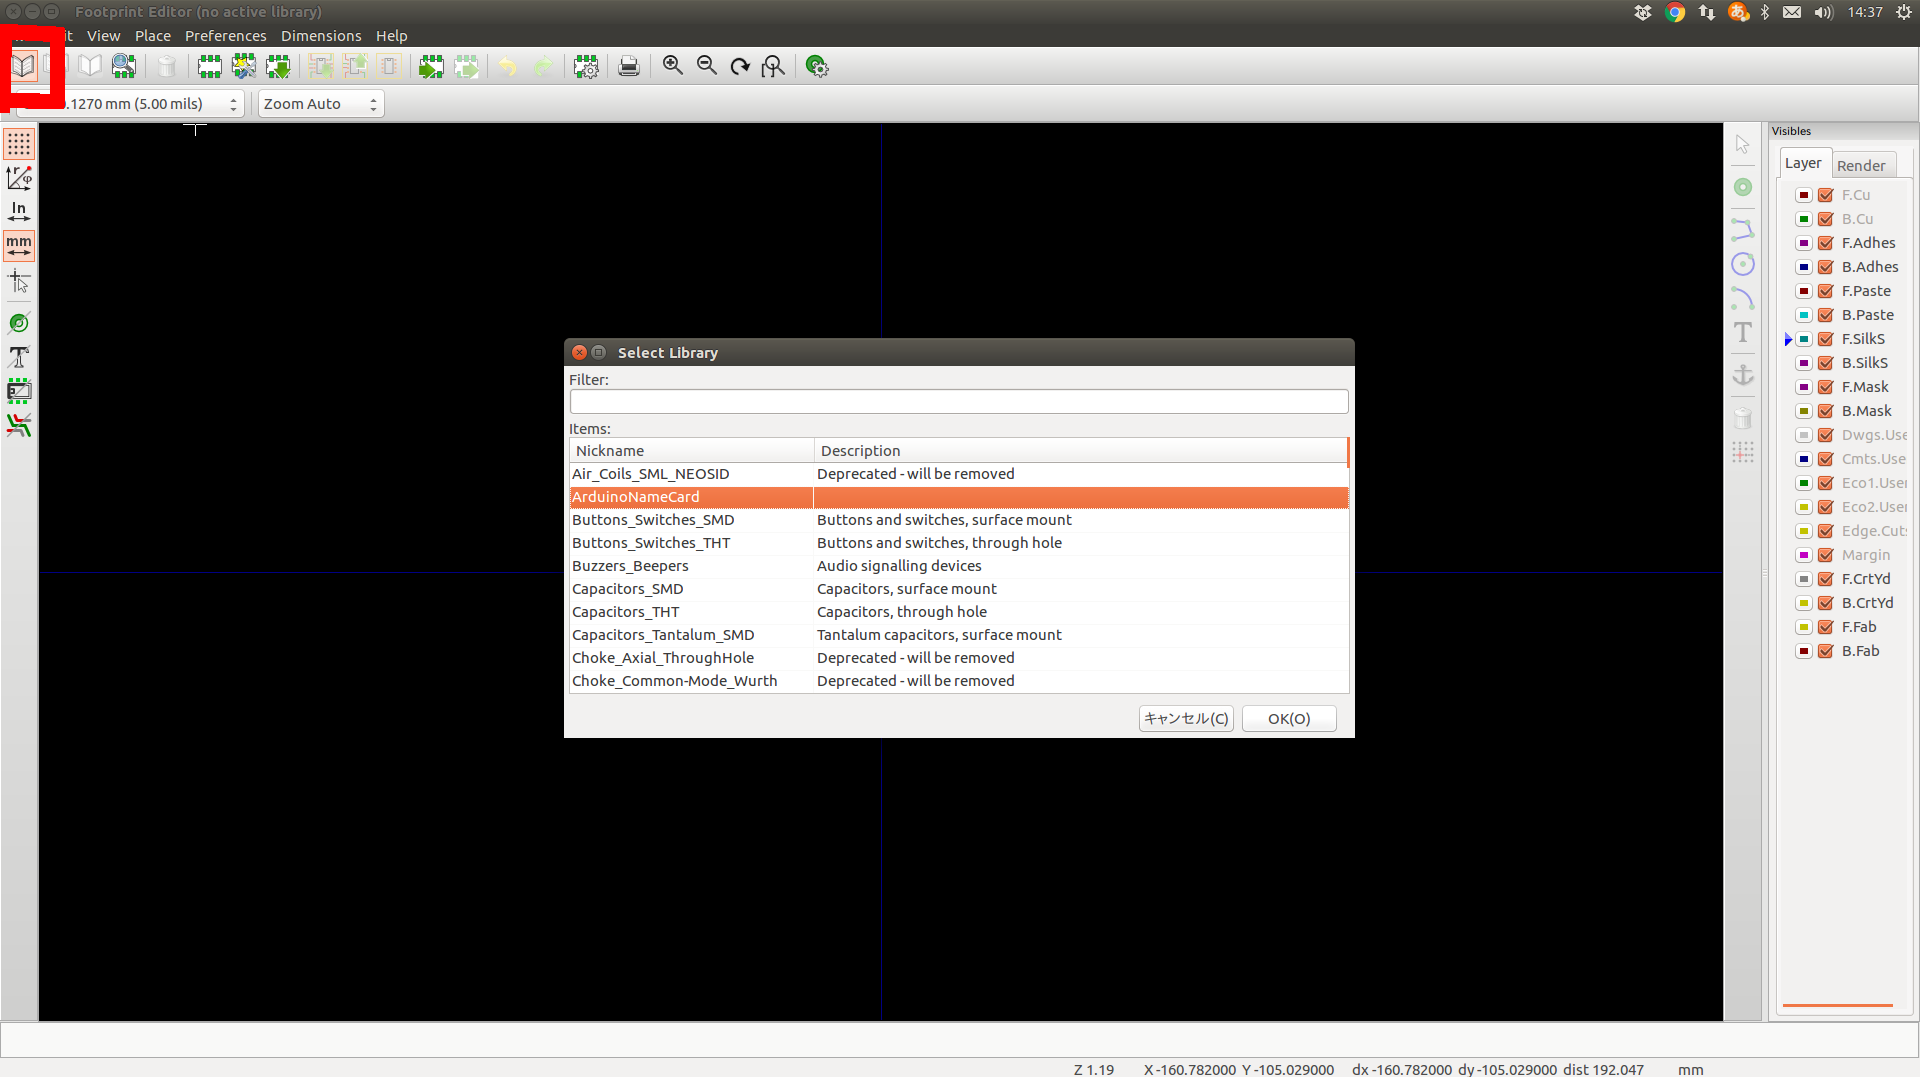 Footprint Editor (no active library)
14:37
View Place Preferences Dimensions Help
.1270 mm (5.00 mils)
Zoom Auto
In
mm
Visibles
Layer
Render
F.Cu
B.Cu
F.Adhes
B.Adhes
F.Paste
B.Paste
F.SilkS
B.SilkS
F.Mask
B.Mask
Dwgs.Use
Cmts.Use
Eco1.User
Eco2.User
Edge.Cuts
Margin
F.CrtYd
B.CrtYd
F.Fab
B.Fab
Select Library
Filter:
Items:
Nickname Description
Air_Coils_SML_NEOSID Deprecated - will be removed
ArduinoNameCard
Buttons_Switches_SMD Buttons and switches, surface mount
Buttons_Switches_THT Buttons and switches, through hole
Buzzers_Beepers Audio signalling devices
Capacitors_SMD Capacitors, surface mount
Capacitors_THT Capacitors, through hole
Capacitors_Tantalum_SMD Tantalum capacitors, surface mount
Choke_Axial_ThroughHole Deprecated - will be removed
Choke_Common-Mode_Wurth Deprecated - will be removed
キャンセル(C) OK(O)
Z 1.19 X -160.782000 Y -105.029000 dx -160.782000 dy -105.029000 dist 192.047 mm